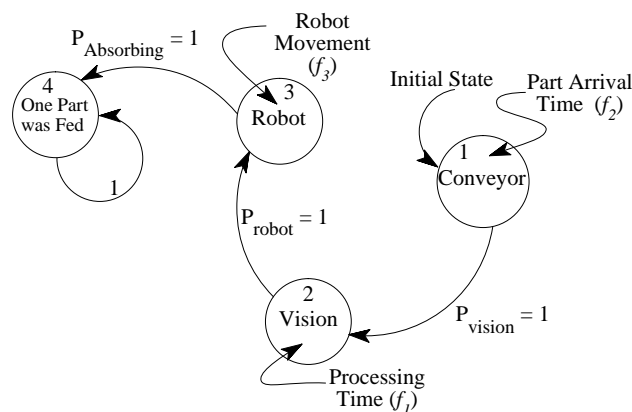 P_Absorbing = 1
Robot
Movement
(f_3)
4
One Part
was Fed
1
3
Robot
Initial State
Part Arrival
Time (f_2)
1
Conveyor
P_robot = 1
2
Vision
P_vision = 1
Processing
Time (f_1)